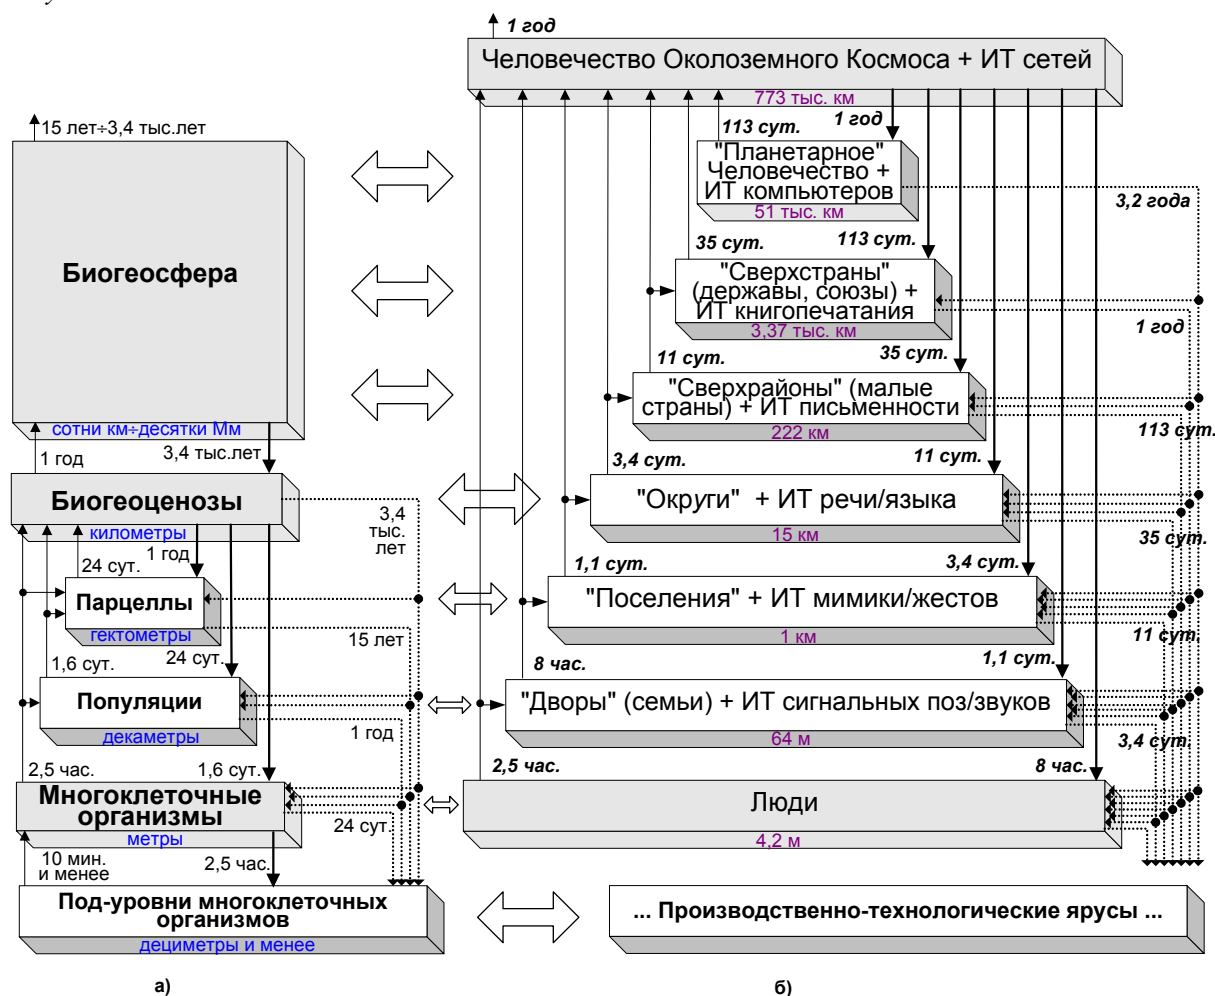 1 год
Человечество Околоземного Космоса + ИТ сетей
773 тыс. км
15 лет÷3,4 тыс.лет
Биогеосфера
сотни км÷десятки Мм
1 год
3,4 тыс.лет
Биогеоценозы
километры
3,4
тыс.
лет
1 год
24 сут.
Парцеллы
гектометры
15 лет
1,6 сут.
24 сут.
Популяции
декаметры
1 год
2,5 час.
1,6 сут.
Многоклеточные
организмы
метры
24 сут.
10 мин.
и менее
2,5 час.
Под-уровни многоклеточных
организмов
дециметры и менее
а)
113 сут.
1 год
"Планетарное"
Человечество +
ИТ компьютеров
51 тыс. км
3,2 года
35 сут.
113 сут.
"Сверхстраны"
(державы, союзы) +
ИТ книгопечатания
3,37 тыс. км
1 год
11 сут.
35 сут.
"Сверхрайоны" (малые
страны) + ИТ письменности
222 км
113 сут.
3,4 сут.
11 сут.
"Округи" + ИТ речи/языка
15 км
35 сут.
1,1 сут.
3,4 сут.
"Поселения" + ИТ мимики/жестов
1 км
11 сут.
8 час.
1,1 сут.
"Дворы" (семьи) + ИТ сигнальных поз/звуков
64 м
3,4 сут.
2,5 час.
8 час.
Люди
4,2 м
... Производственно-технологические ярусы ...
б)